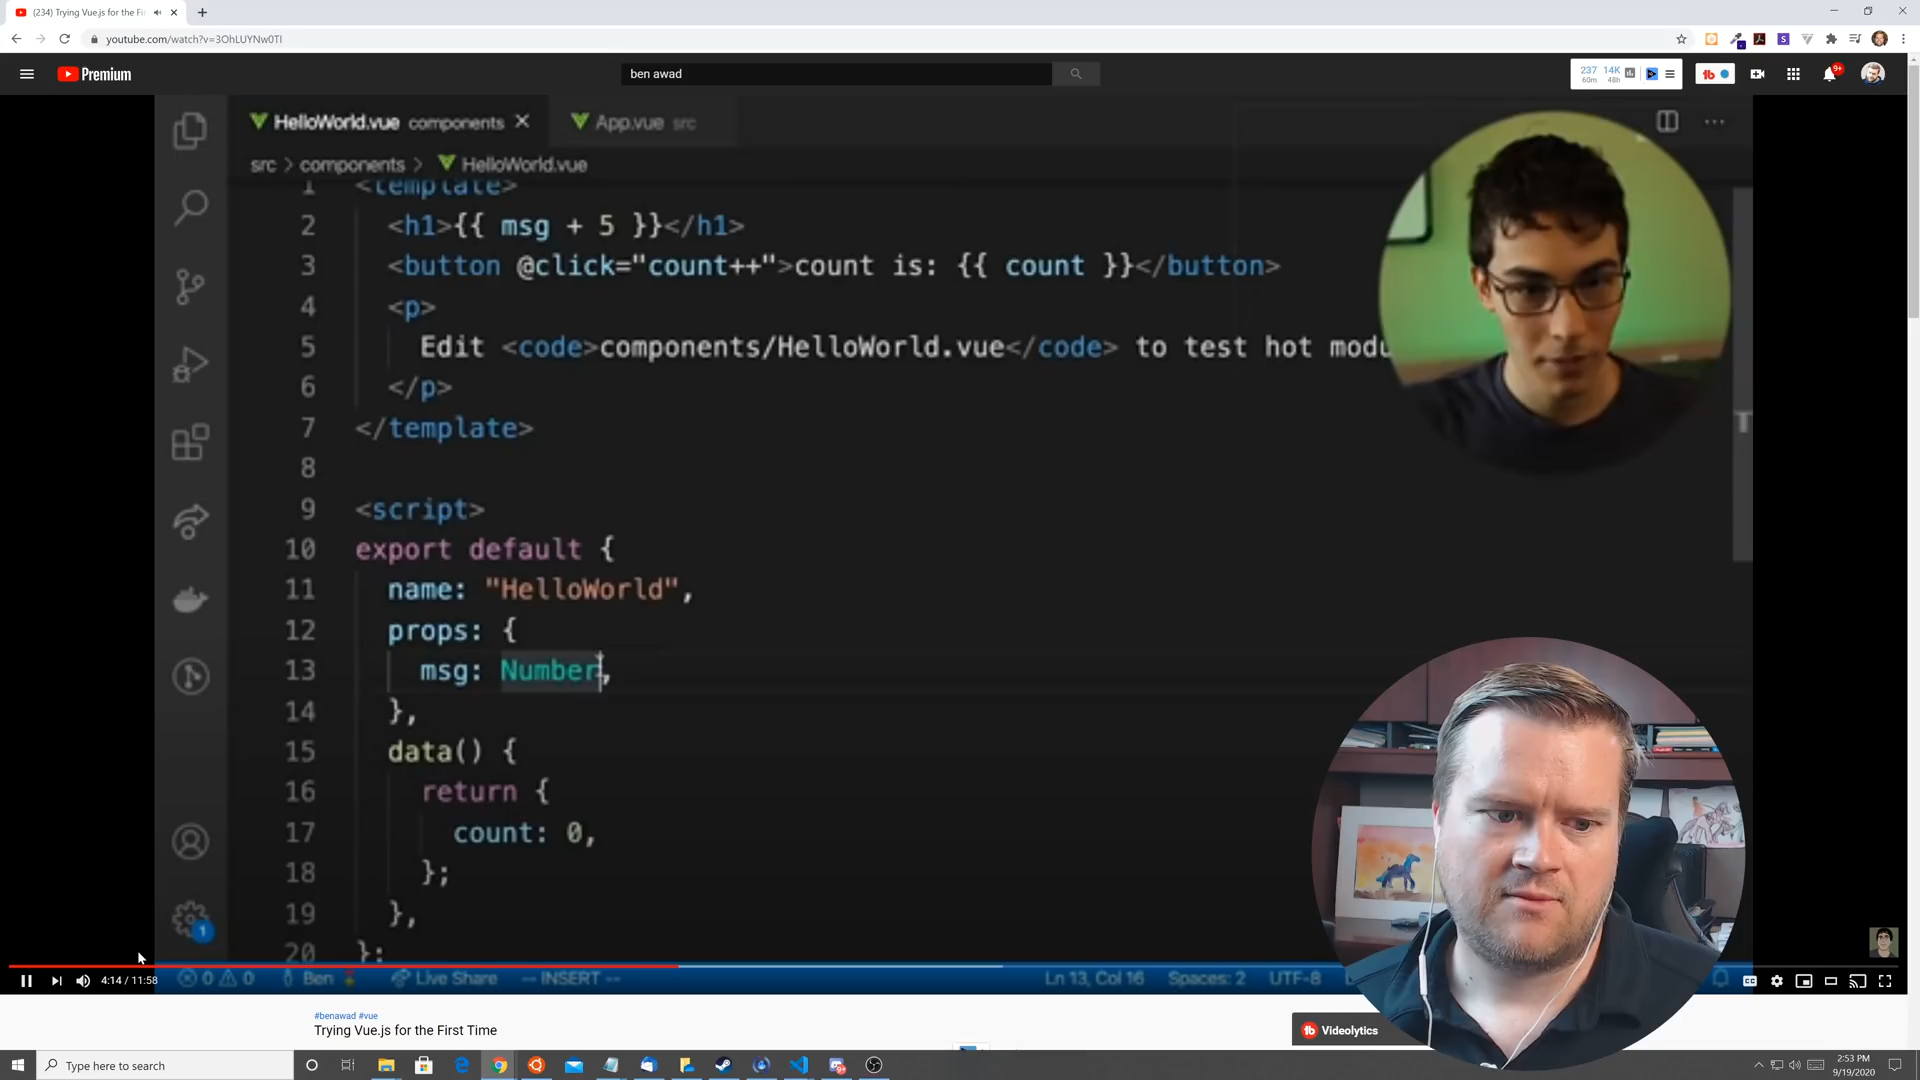 (234) Trying Vue.js for the Fi
youtube.com/watch?v=3OhLUYNw0TI
Premium
ben awad
237 14K
60m 48h
9+
HelloWorld.vue components
App.vue src
src > components > HelloWorld.vue
1 <template>
2 <h1>{{ msg + 5 }}</h1>
3 <button @click="count++">count is: {{ count }}</button>
4 <p>
5 Edit <code>components/HelloWorld.vue</code> to test hot modu
6 </p>
7 </template>
8
9 <script>
10 export default {
11 name: "HelloWorld",
12 props: {
13 msg: Number,
14 },
15 data() {
16 return {
17 count: 0,
18 };
19 },
20 };
1
0 0 Ben Live Share -- INSERT -- Ln 13, Col 16 Spaces: 2 UTF-8
4:14 / 11:58
#benawad #vue
Trying Vue.js for the First Time
Videolytics
Type here to search
2:53 PM
9/19/2020